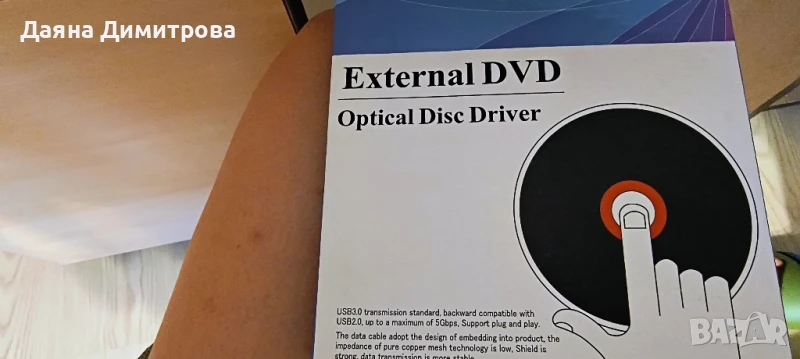 Даяна Димитрова
External DVD
Optical Disc Driver
USB3.0 transmission standard, backward compatible with
USB2.0, up to a maximum of 5Gbps, Support plug and play.
The data cable adopt the design of embedding into product, the
impedance of pure copper mesh technology is low, Shield is
strong, data transmission is more stable
BAZAR